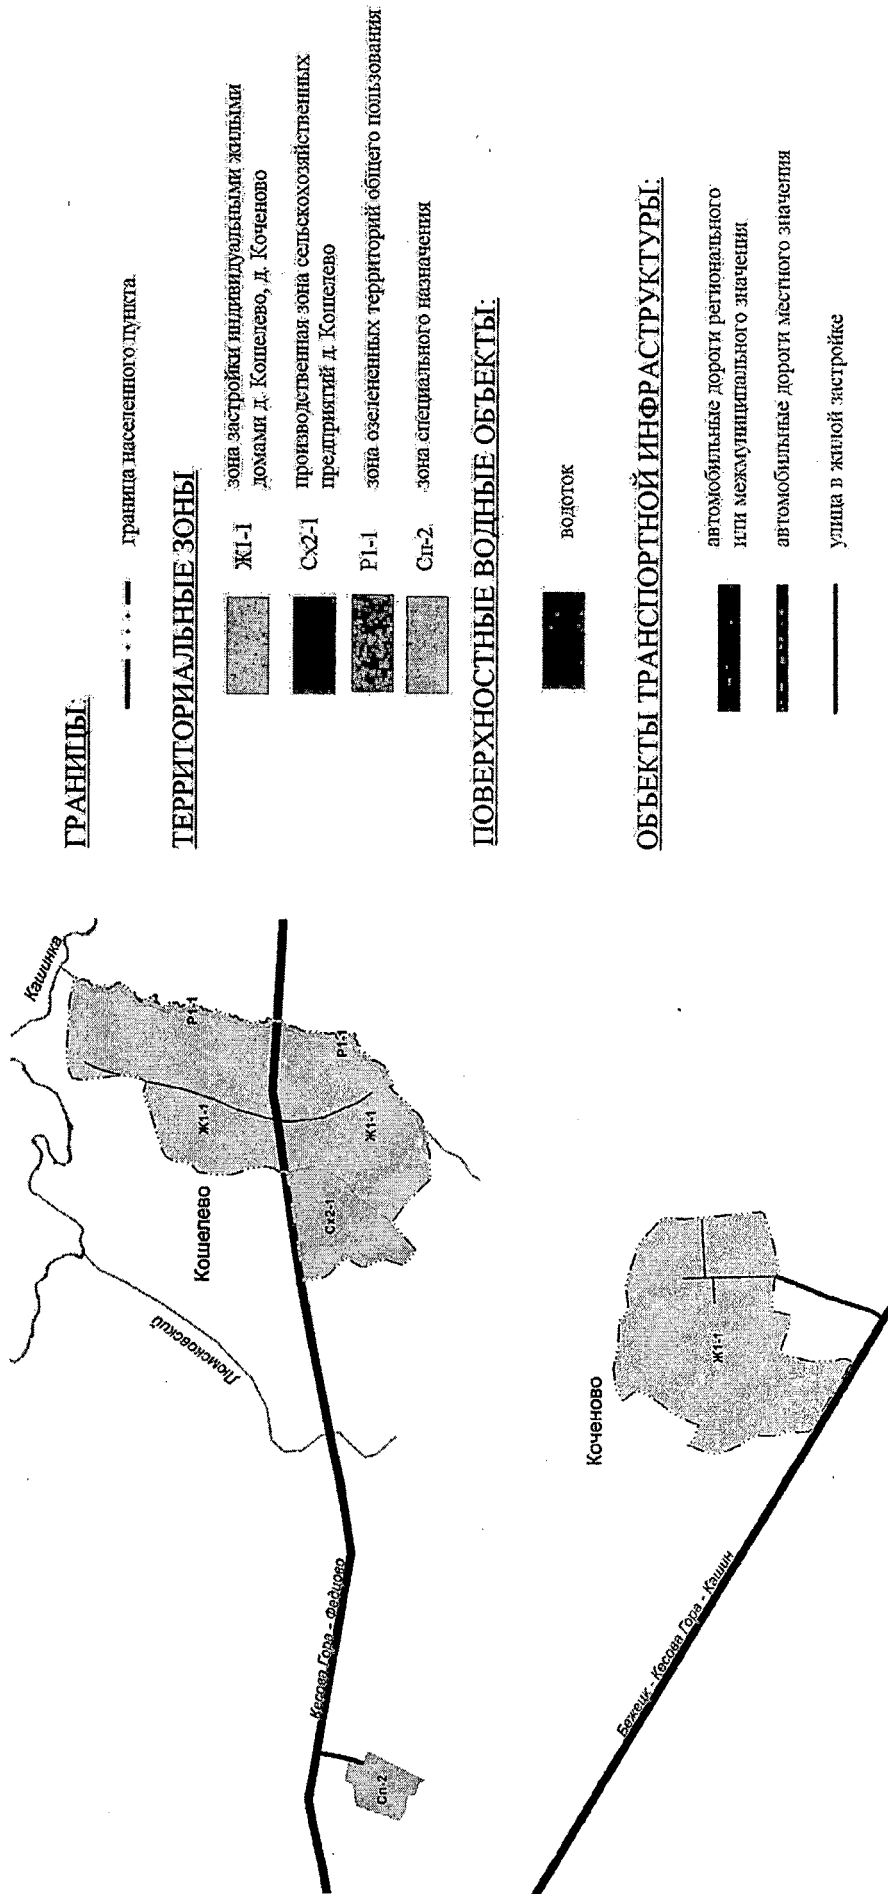 Кашинка
Р1-1
Ж1-1
Кошелево
Р1-1
Ж1-1
Сх2-1
Люмсковский
Кесова Гора - Федцово
Сп-2
Коченово
Ж1-1
Бежецк - Кесова Гора - Кашин
ГРАНИЦЫ:
граница населенного пункта
ТЕРРИТОРИАЛЬНЫЕ ЗОНЫ
Ж1-1 зона застройки индивидуальными жилыми
домами д. Кошелево, д. Коченово
Сх2-1 производственная зона сельскохозяйственных
предприятий д. Кошелево
Р1-1 зона озелененных территорий общего пользования
Сп-2 зона специального назначения
ПОВЕРХНОСТНЫЕ ВОДНЫЕ ОБЪЕКТЫ:
водоток
ОБЪЕКТЫ ТРАНСПОРТНОЙ ИНФРАСТРУКТУРЫ:
автомобильные дороги регионального
или межмуниципального значения
автомобильные дороги местного значения
улица в жилой застройке